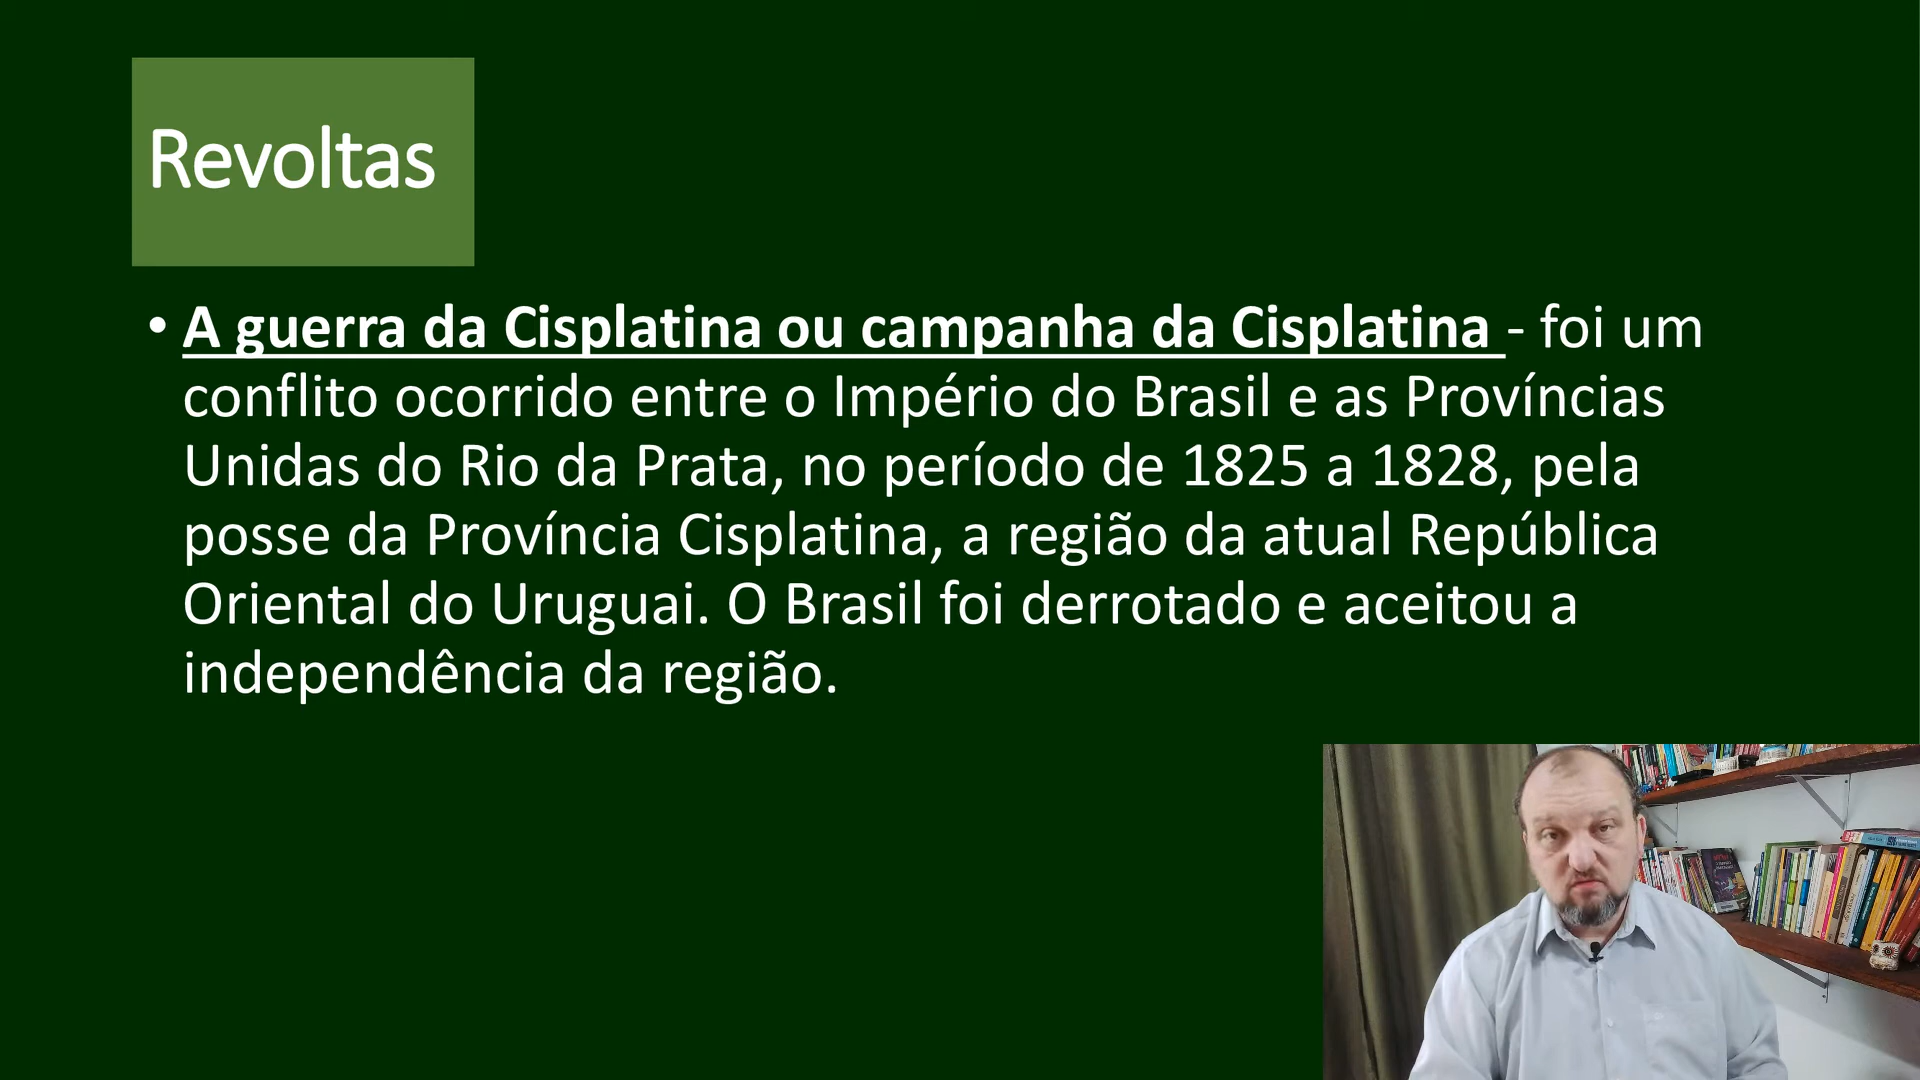 Revoltas
• A guerra da Cisplatina ou campanha da Cisplatina - foi um
conflito ocorrido entre o Império do Brasil e as Províncias
Unidas do Rio da Prata, no período de 1825 a 1828, pela
posse da Província Cisplatina, a região da atual República
Oriental do Uruguai. O Brasil foi derrotado e aceitou a
independência da região.